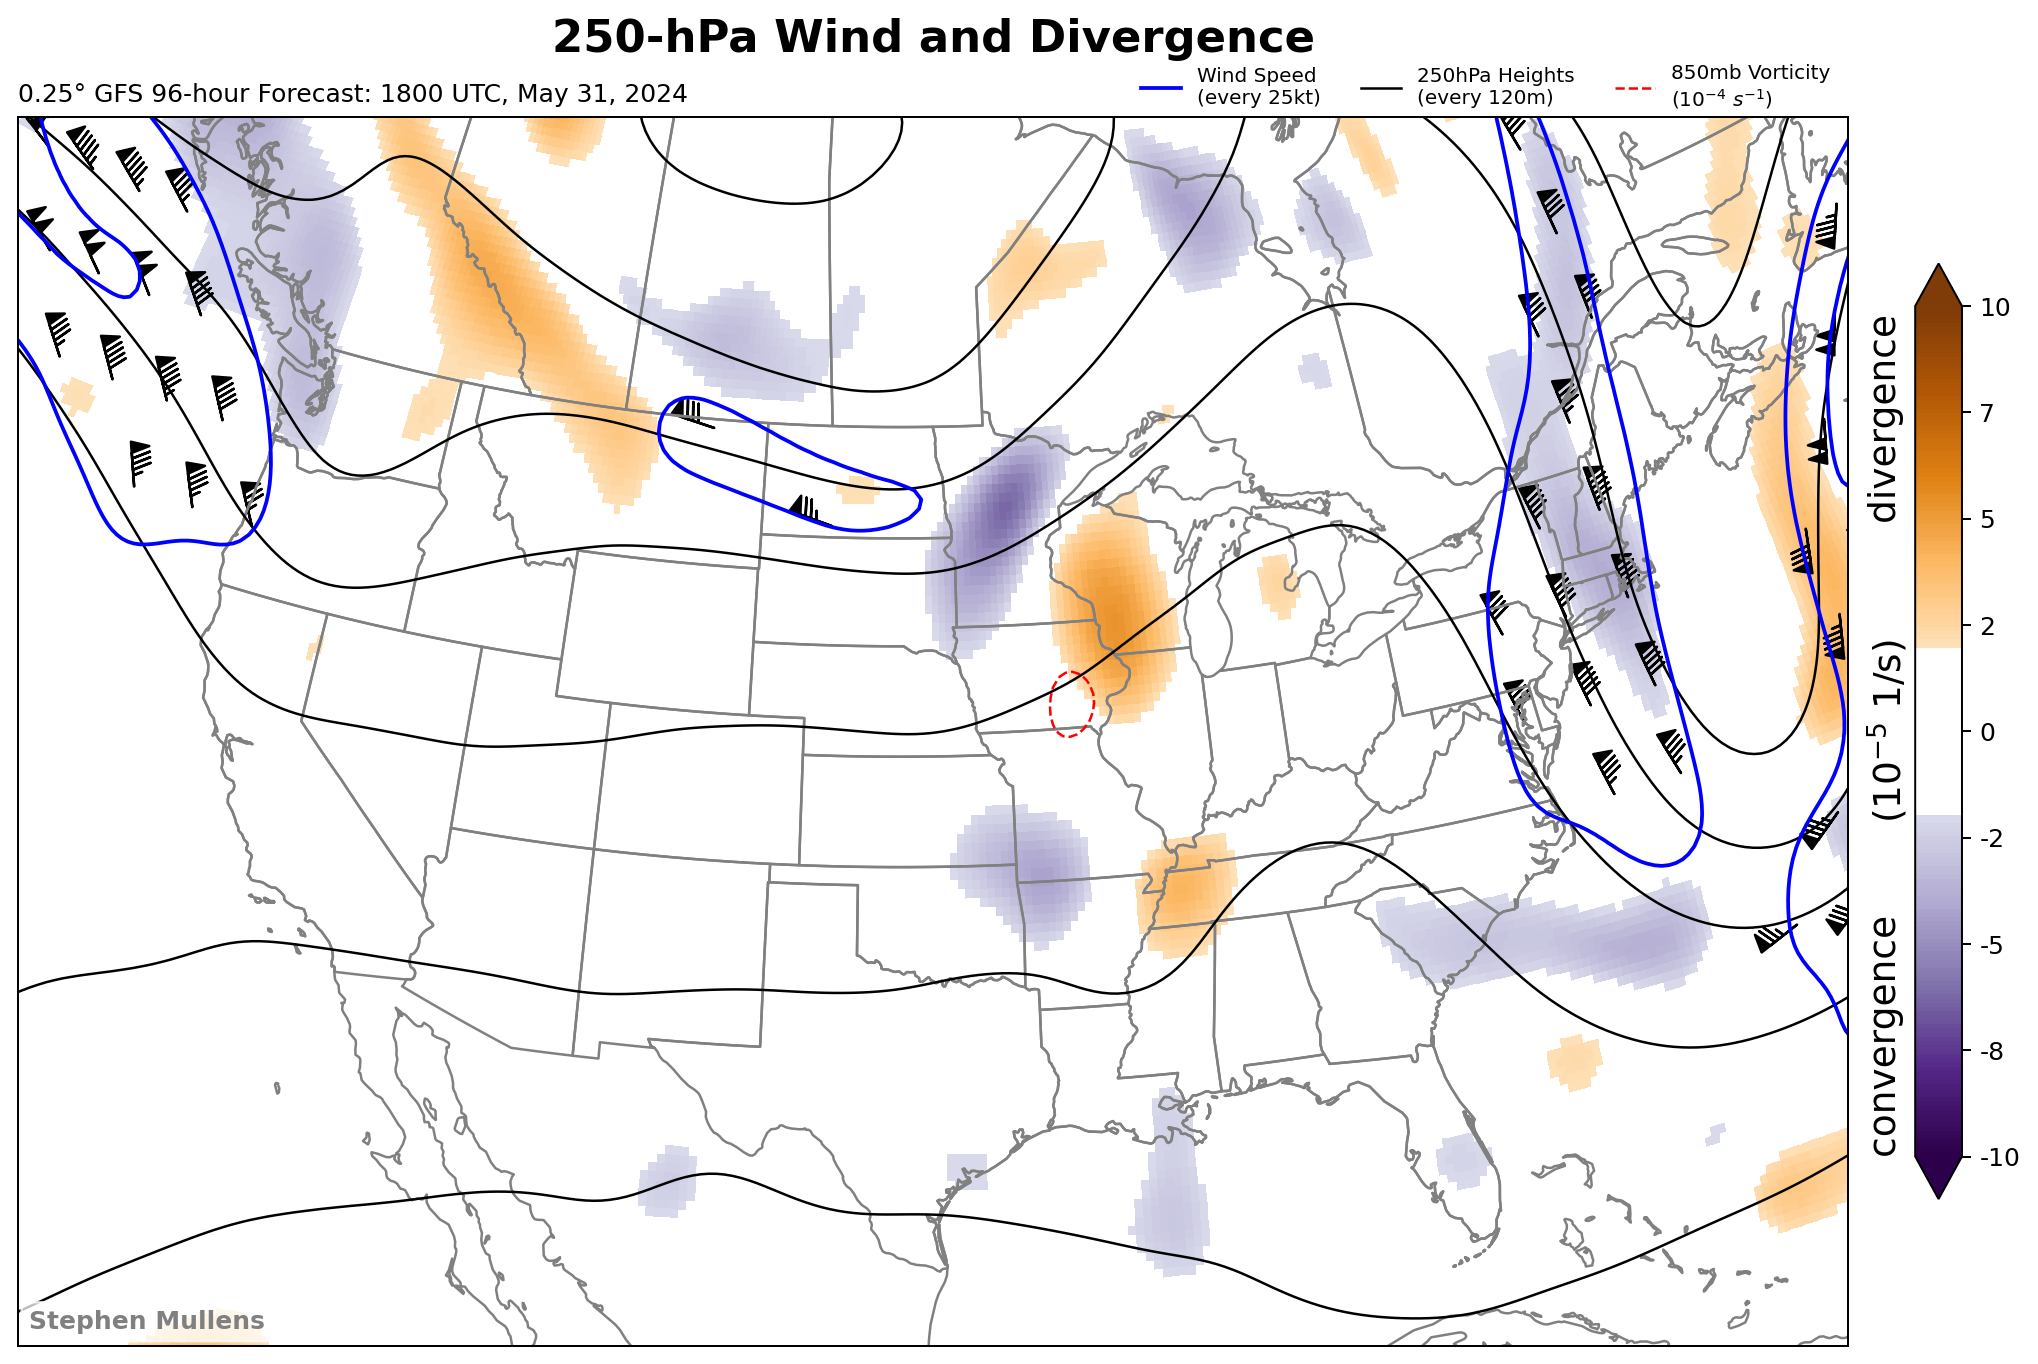 250-hPa Wind and Divergence
0.25° GFS 96-hour Forecast: 1800 UTC, May 31, 2024
Wind Speed
(every 25kt)
250hPa Heights
(every 120m)
850mb Vorticity
(10⁻⁴ s⁻¹)
10
7
5
2
0
-2
-5
-8
-10
convergence (10⁻⁵ 1/s) divergence
Stephen Mullens